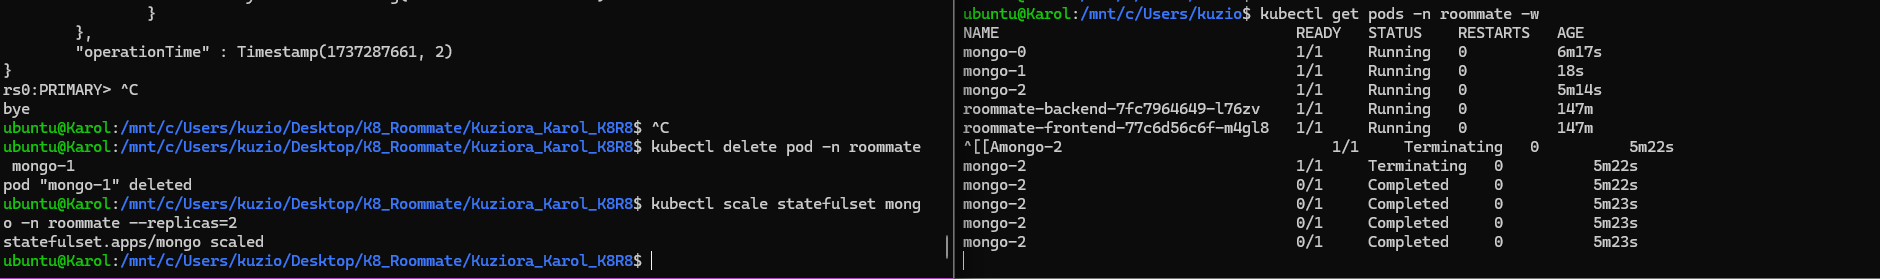 }
        },
        "operationTime" : Timestamp(1737287661, 2)
}
rs0:PRIMARY> ^C
bye
ubuntu@Karol:/mnt/c/Users/kuzio/Desktop/K8_Roommate/Kuziora_Karol_K8R8$ ^C
ubuntu@Karol:/mnt/c/Users/kuzio/Desktop/K8_Roommate/Kuziora_Karol_K8R8$ kubectl delete pod -n roommate
 mongo-1
pod "mongo-1" deleted
ubuntu@Karol:/mnt/c/Users/kuzio/Desktop/K8_Roommate/Kuziora_Karol_K8R8$ kubectl scale statefulset mong
o -n roommate --replicas=2
statefulset.apps/mongo scaled
ubuntu@Karol:/mnt/c/Users/kuzio/Desktop/K8_Roommate/Kuziora_Karol_K8R8$
ubuntu@Karol:/mnt/c/Users/kuzio$ kubectl get pods -n roommate -w
NAME                                 READY   STATUS    RESTARTS   AGE
mongo-0                              1/1     Running   0          6m17s
mongo-1                              1/1     Running   0          18s
mongo-2                              1/1     Running   0          5m14s
roommate-backend-7fc7964649-l76zv    1/1     Running   0          147m
roommate-frontend-77c6d56c6f-m4gl8   1/1     Running   0          147m
^[[Amongo-2                              1/1     Terminating   0          5m22s
mongo-2                              1/1     Terminating   0          5m22s
mongo-2                              0/1     Completed     0          5m22s
mongo-2                              0/1     Completed     0          5m23s
mongo-2                              0/1     Completed     0          5m23s
mongo-2                              0/1     Completed     0          5m23s